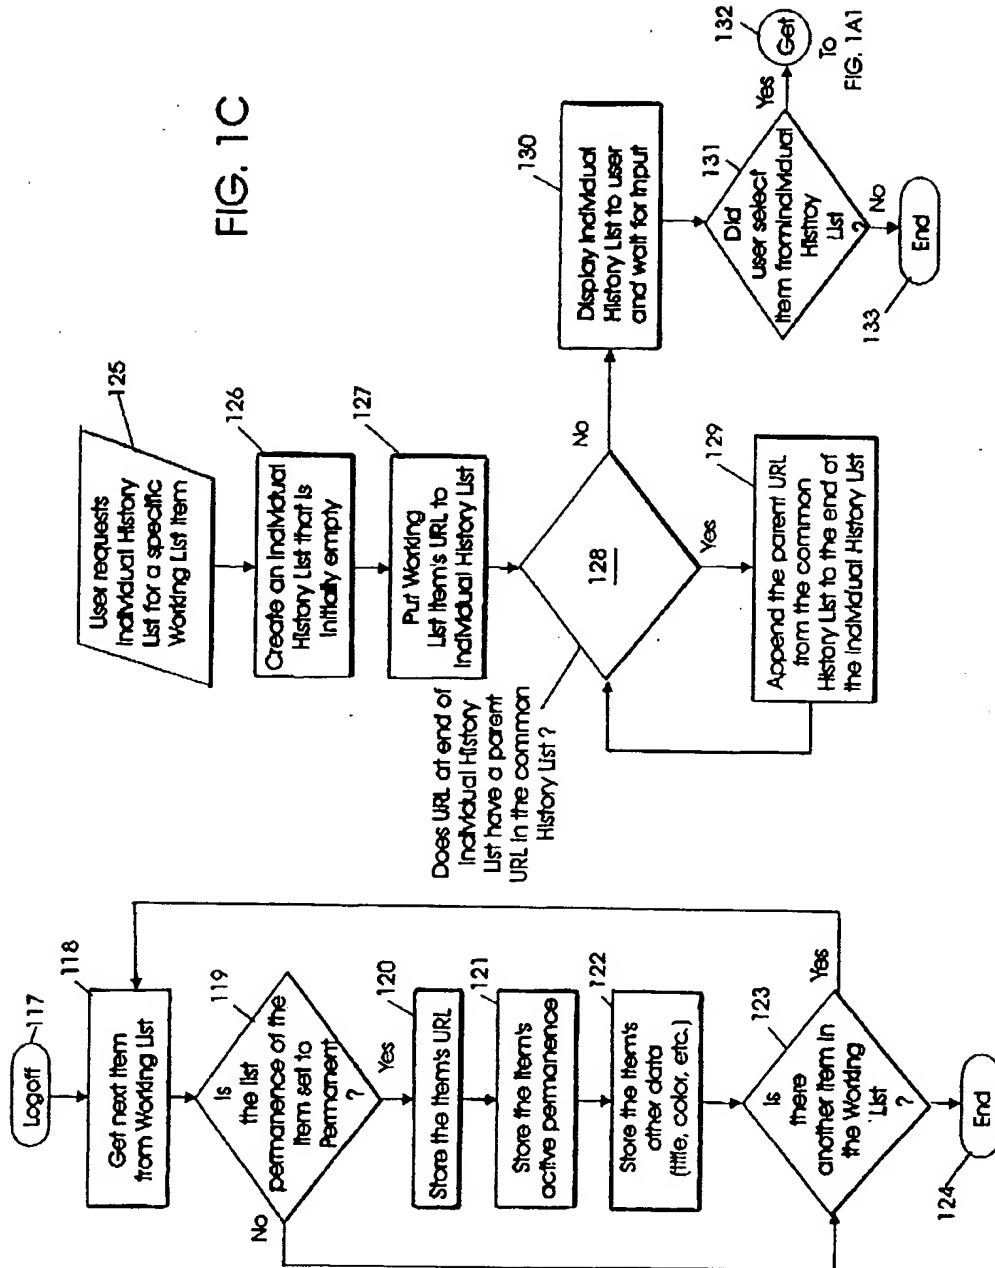 FIG. 1C
Logoff
117
118
Get next item
from Working List
119
Is
the list
permanence of the
item set to
Permanent
?
No
Yes
120
Store the item's URL
121
Store the item's
active permanence
122
Store the item's
other data
(title, color, etc.)
123
Is
there
another item in
the Working
List
?
Yes
124
End
125
User requests
Individual History
List for a specific
Working List Item
126
Create an Individual
History List that is
initially empty
127
Put Working
List Item's URL to
Individual History List
Does URL at end of
Individual History
List have a parent
URL in the common
History List ?
128
No
Yes
129
Append the parent URL
from the common
History List to the end of
the Individual History List
130
Display Individual
History List to user
and wait for Input
131
Did
user select
item fromindividual
Histroy
List
?
Yes
132
Get
To
FIG. 1A1
No
133
End